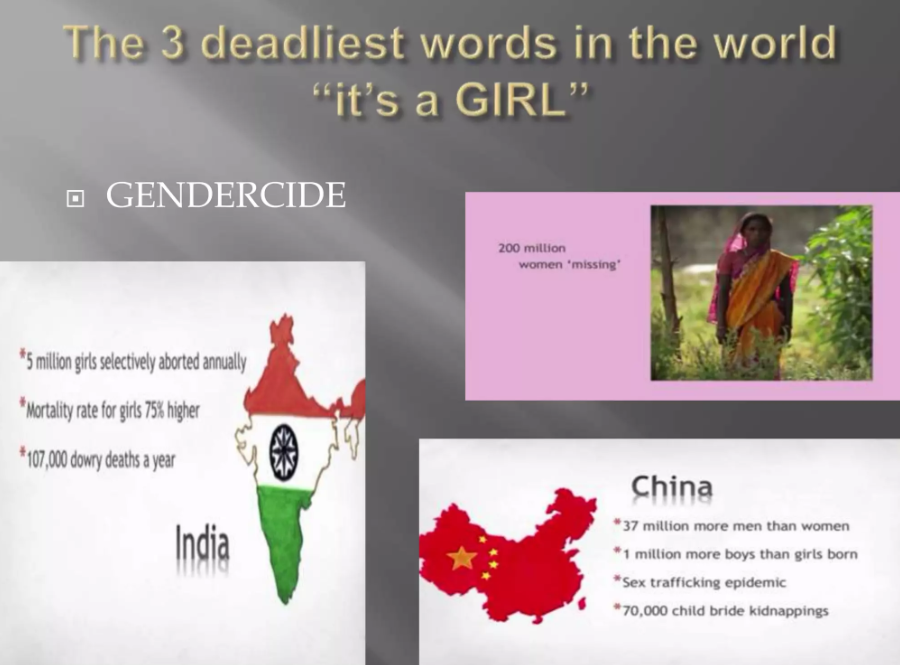 The 3 deadliest words in the world
“it’s a GIRL”
GENDERCIDE
200 million
women ‘missing’
*5 million girls selectively aborted annually
*Mortality rate for girls 75% higher
*107,000 dowry deaths a year
India
China
*37 million more men than women
*1 million more boys than girls born
*Sex trafficking epidemic
*70,000 child bride kidnappings